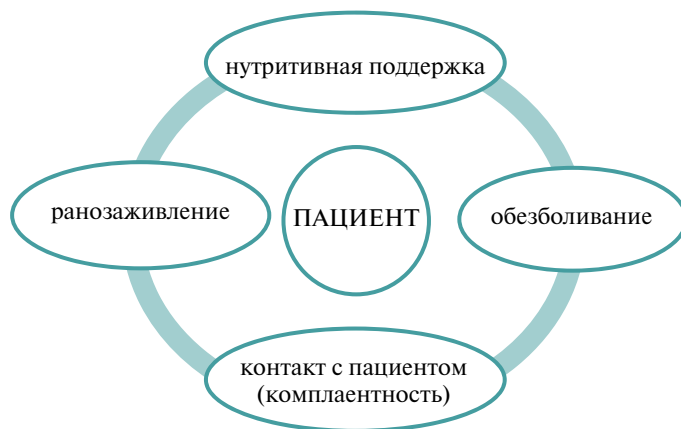 нутритивная поддержка
ранозаживление
ПАЦИЕНТ
обезболивание
контакт с пациентом
(комплаентность)